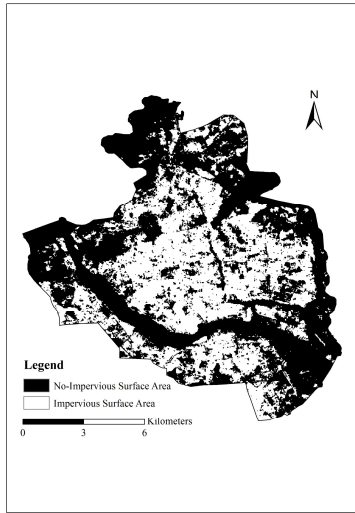 N
Legend
No-Impervious Surface Area
Impervious Surface Area
Kilometers
0 3 6